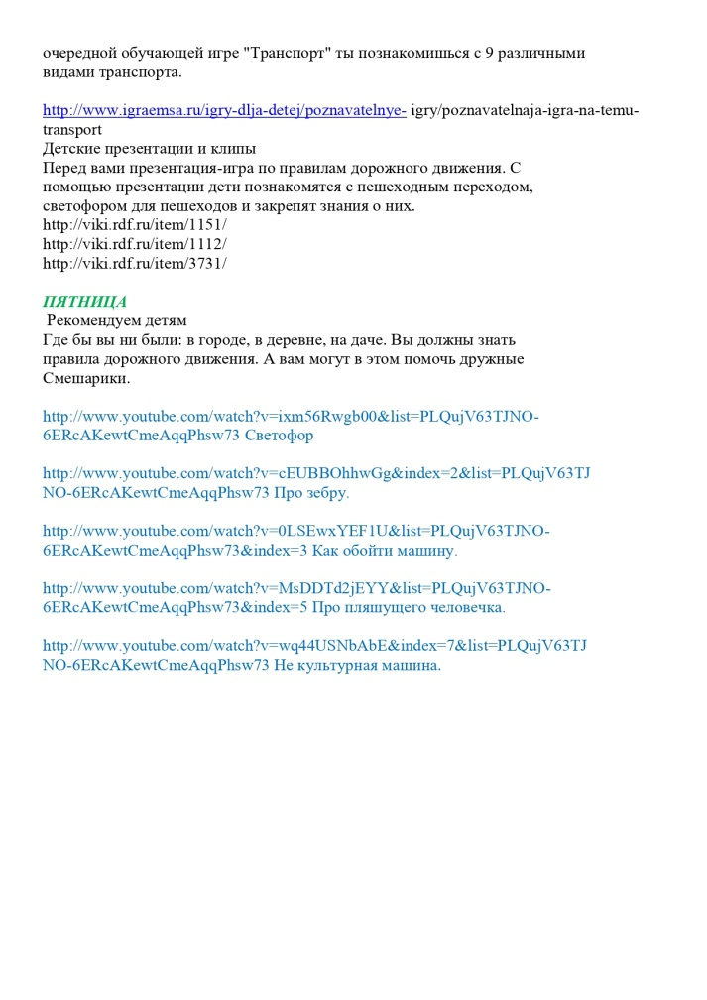 очередной обучающей игре "Транспорт" ты познакомишься с 9 различными
видами транспорта.
http://www.igraemsa.ru/igry-dlja-detej/poznavatelnye- igry/poznavatelnaja-igra-na-temu-
transport
Детские презентации и клипы
Перед вами презентация-игра по правилам дорожного движения. С
помощью презентации дети познакомятся с пешеходным переходом,
светофором для пешеходов и закрепят знания о них.
http://viki.rdf.ru/item/1151/
http://viki.rdf.ru/item/1112/
http://viki.rdf.ru/item/3731/
ПЯТНИЦА
Рекомендуем детям
Где бы вы ни были: в городе, в деревне, на даче. Вы должны знать
правила дорожного движения. А вам могут в этом помочь дружные
Смешарики.
http://www.youtube.com/watch?v=ixm56Rwgb00&list=PLQujV63TJNO-
6ERcAKewtCmeAqqPhsw73 Светофор
http://www.youtube.com/watch?v=cEUBBOhhwGg&index=2&list=PLQujV63TJ
NO-6ERcAKewtCmeAqqPhsw73 Про зебру.
http://www.youtube.com/watch?v=0LSEwxYEF1U&list=PLQujV63TJNO-
6ERcAKewtCmeAqqPhsw73&index=3 Как обойти машину.
http://www.youtube.com/watch?v=MsDDTd2jEYY&list=PLQujV63TJNO-
6ERcAKewtCmeAqqPhsw73&index=5 Про пляшущего человечка.
http://www.youtube.com/watch?v=wq44USNbAbE&index=7&list=PLQujV63TJ
NO-6ERcAKewtCmeAqqPhsw73 Не культурная машина.